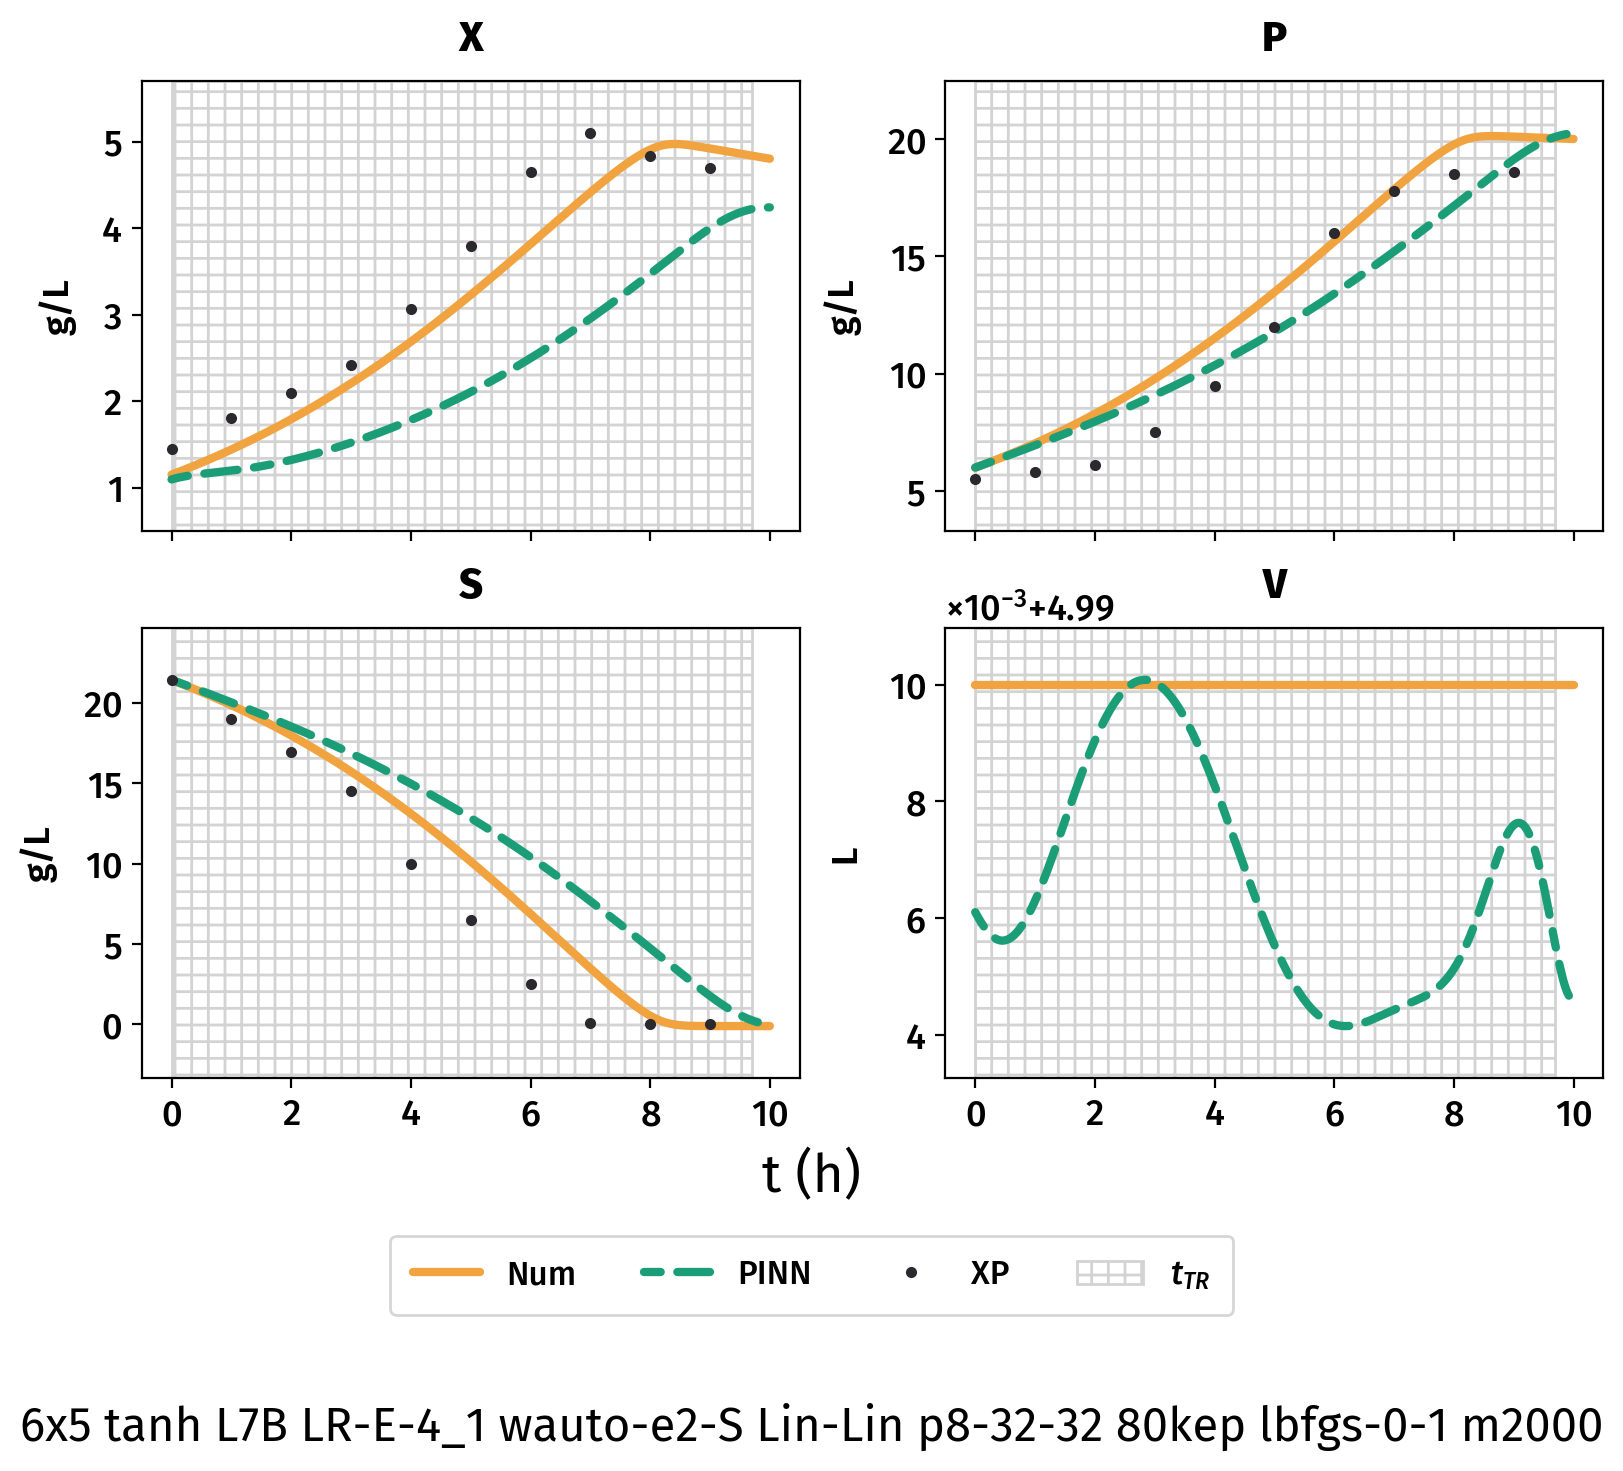 X
P
5
4
3
2
1
g/L
20
15
10
5
g/L
S
V
×10⁻³+4.99
20
15
10
5
0
g/L
10
8
6
4
L
0 2 4 6 8 10
0 2 4 6 8 10
t (h)
Num PINN XP t_TR
6x5 tanh L7B LR-E-4_1 wauto-e2-S Lin-Lin p8-32-32 80kep lbfgs-0-1 m2000